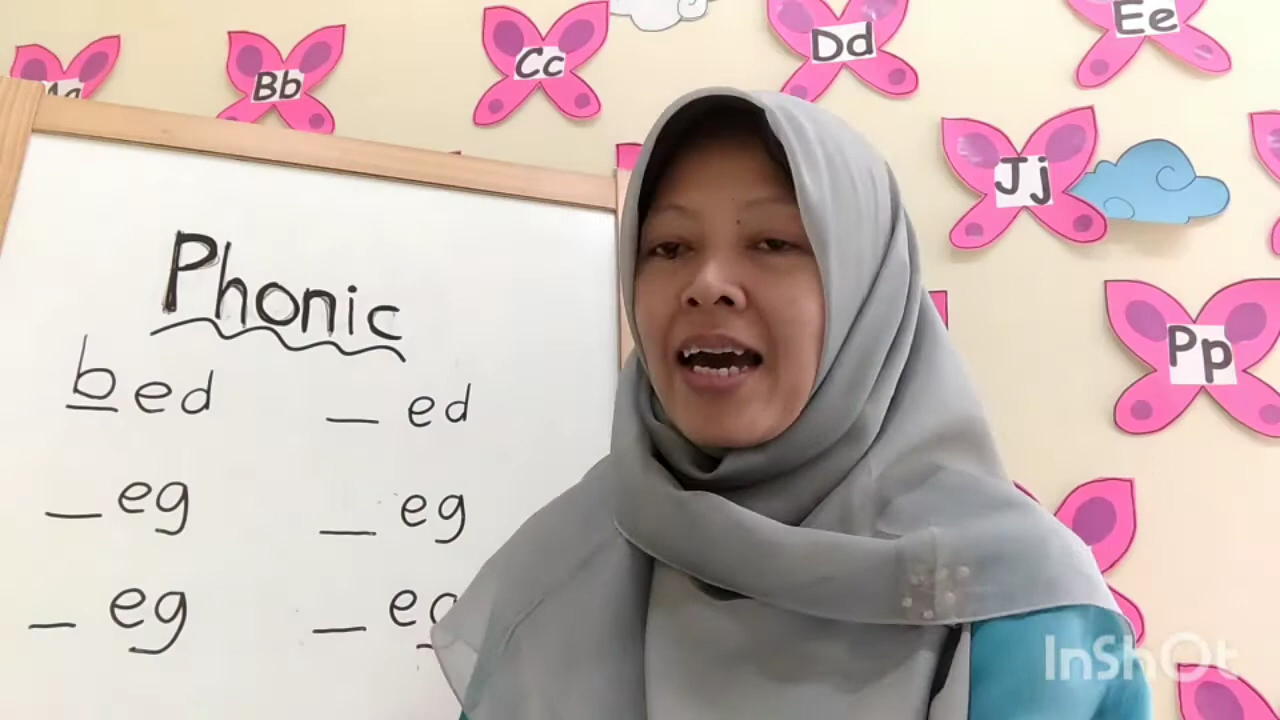 Bb
Cc
Dd
Ee
Jj
Pp
Phonic
bed
_ ed
_ eg
_ eg
_ eg
InShOt